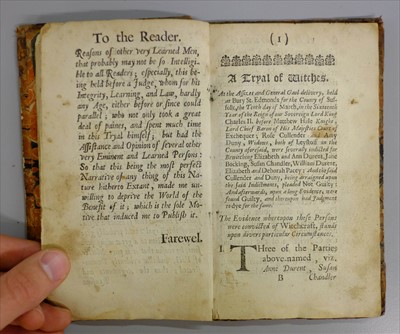 To the Reader.
Reasons of other very Learned Men,
that probably may not be so Intelligi-
ble to all Readers; especially, this be-
ing held before a Judge, whom for his
Integrity, Learning, and Law, hardly
any Age, either before or since could
parallel; who not only took a great
deal of paines, and spent much time
in this Tryal himself; but had the
Assistance and Opinion of several other
very Eminent and Learned Persons:
So that this being the most perfect
Narrative of any thing of this Na-
ture hitherto Extant, made me un-
willing to deprive the World of the
Benefit of it; which is the sole Mo-
tive that induced me to Publish it.
Farewel.
(1)
A Tryal of Witches.
At the Assizes and General Gaol delivery, held
at Bury St. Edmonds for the County of Suf-
folk, the Tenth day of March, in the Sixteenth
Year of the Reign of our Sovereign Lord King
Charles II. before Matthew Hale Knight,
Lord Chief Baron of His Majesties Court of
Exchequer; Rose Cullender and Amy
Duny, Widows, both of Leystoff in the
County aforesaid, were severally indicted for
Bewitching Elizabeth and Ann Durent, Jane
Bocking, Susan Chandler, William Durent,
Elizabeth and Deborah Pacey: And the said
Cullender and Duny, being arraigned upon
the said Indictments, pleaded Not Guilty:
And afterwards, upon a long Evidence, were
found Guilty, and thereupon had Judgment
to dye for the same.
The Evidence whereupon these Persons
were convicted of Witchcraft, stands
upon divers particular Circumstances.
I. THree of the Parties
above-named, viz.
Anne Durent, Susan
B Chandler